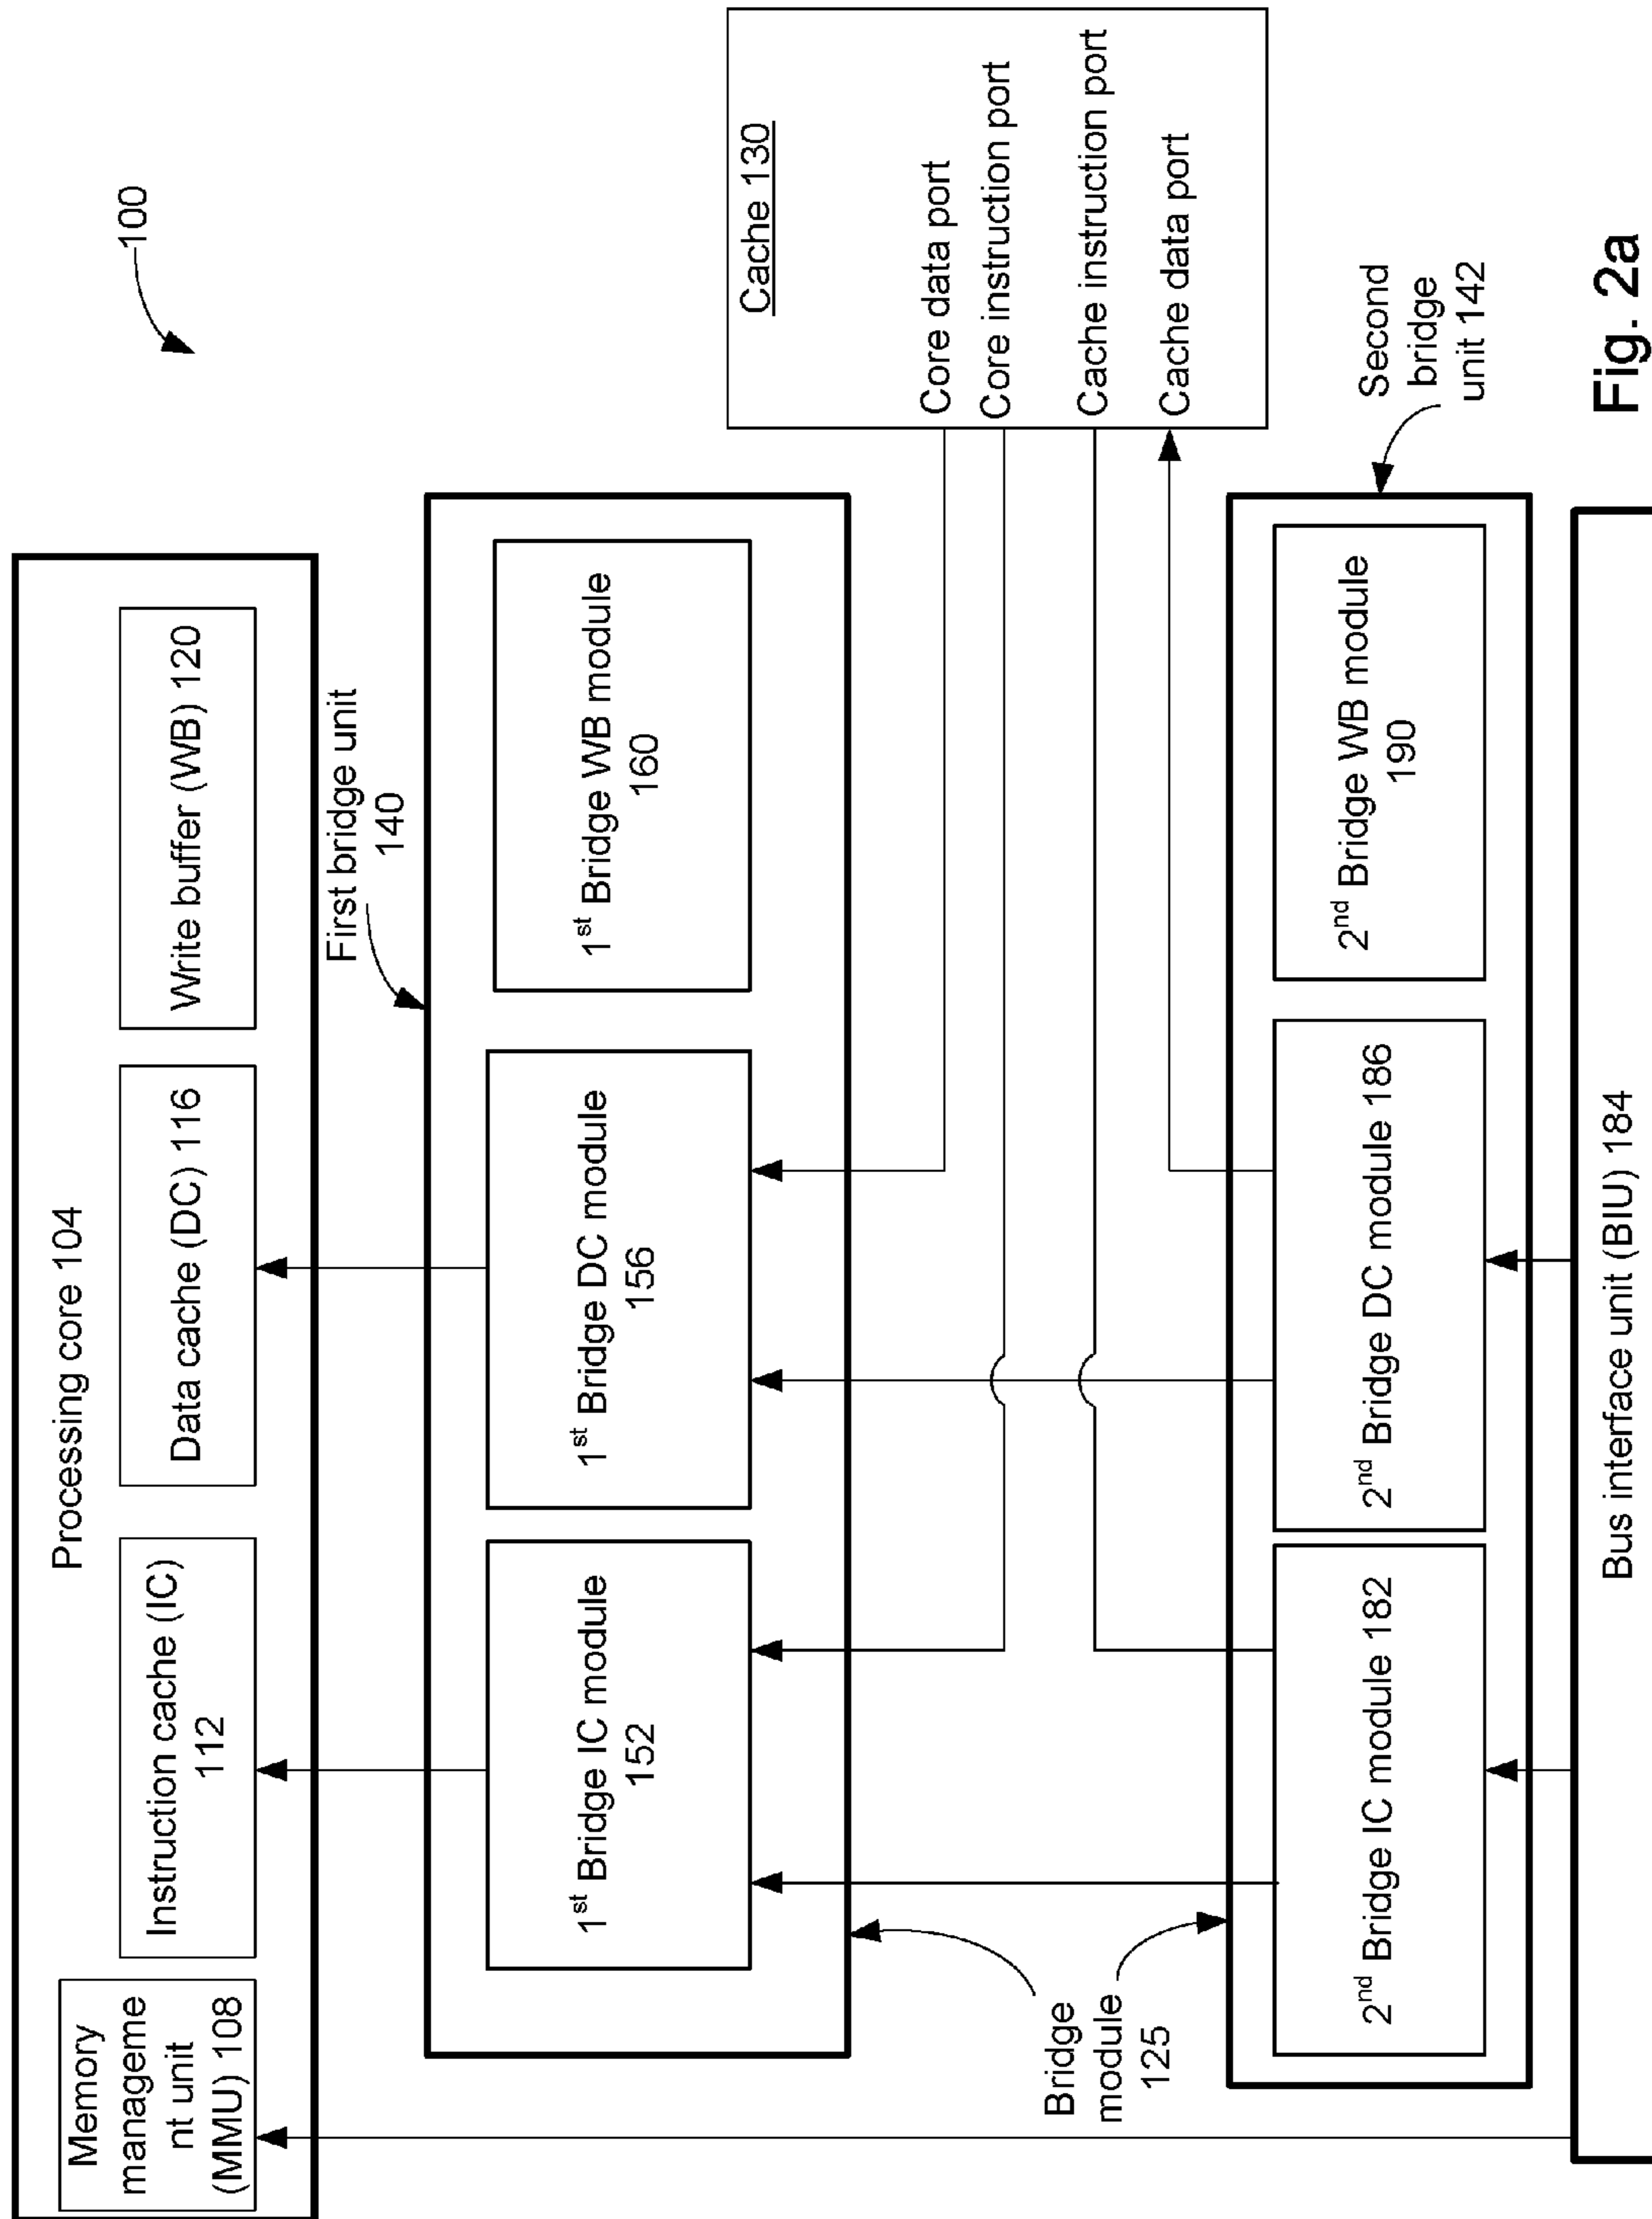 100
Processing core 104
Memory
manageme
nt unit
(MMU) 108
Instruction cache (IC)
112
Data cache (DC) 116
Write buffer (WB) 120
First bridge unit
140
1st Bridge IC module
152
1st Bridge DC module
156
1st Bridge WB module
160
Cache 130
Core data port
Core instruction port
Cache instruction port
Cache data port
Bridge
module
125
Second
bridge
unit 142
2nd Bridge IC module 182
2nd Bridge DC module 186
2nd Bridge WB module
190
Bus interface unit (BIU) 184
Fig. 2a